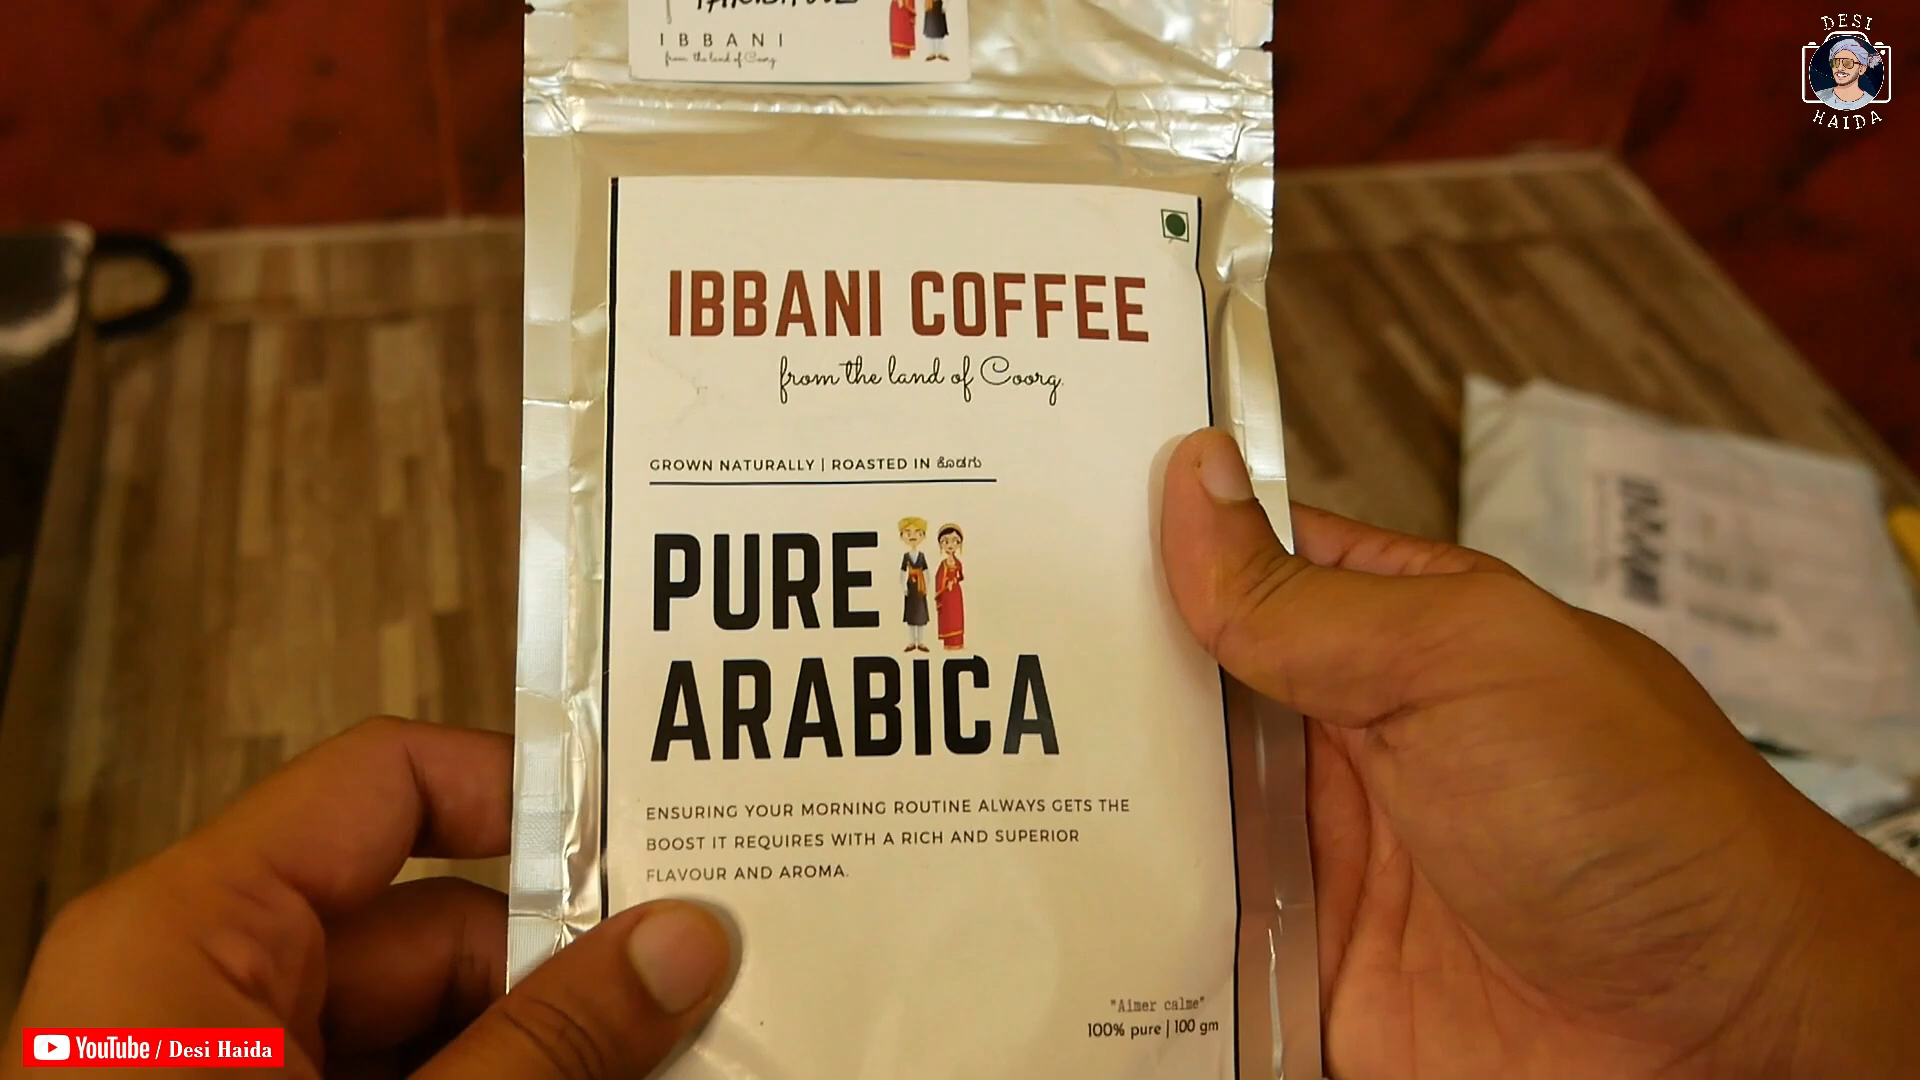 IBBANI
from the land of Coorg
DESI
HAIDA
IBBANI COFFEE
from the land of Coorg.
GROWN NATURALLY | ROASTED IN ಕೊಡಗು
PURE
ARABICA
ENSURING YOUR MORNING ROUTINE ALWAYS GETS THE
BOOST IT REQUIRES WITH A RICH AND SUPERIOR
FLAVOUR AND AROMA.
"Aimer calme"
100% pure | 100 gm
YouTube / Desi Haida